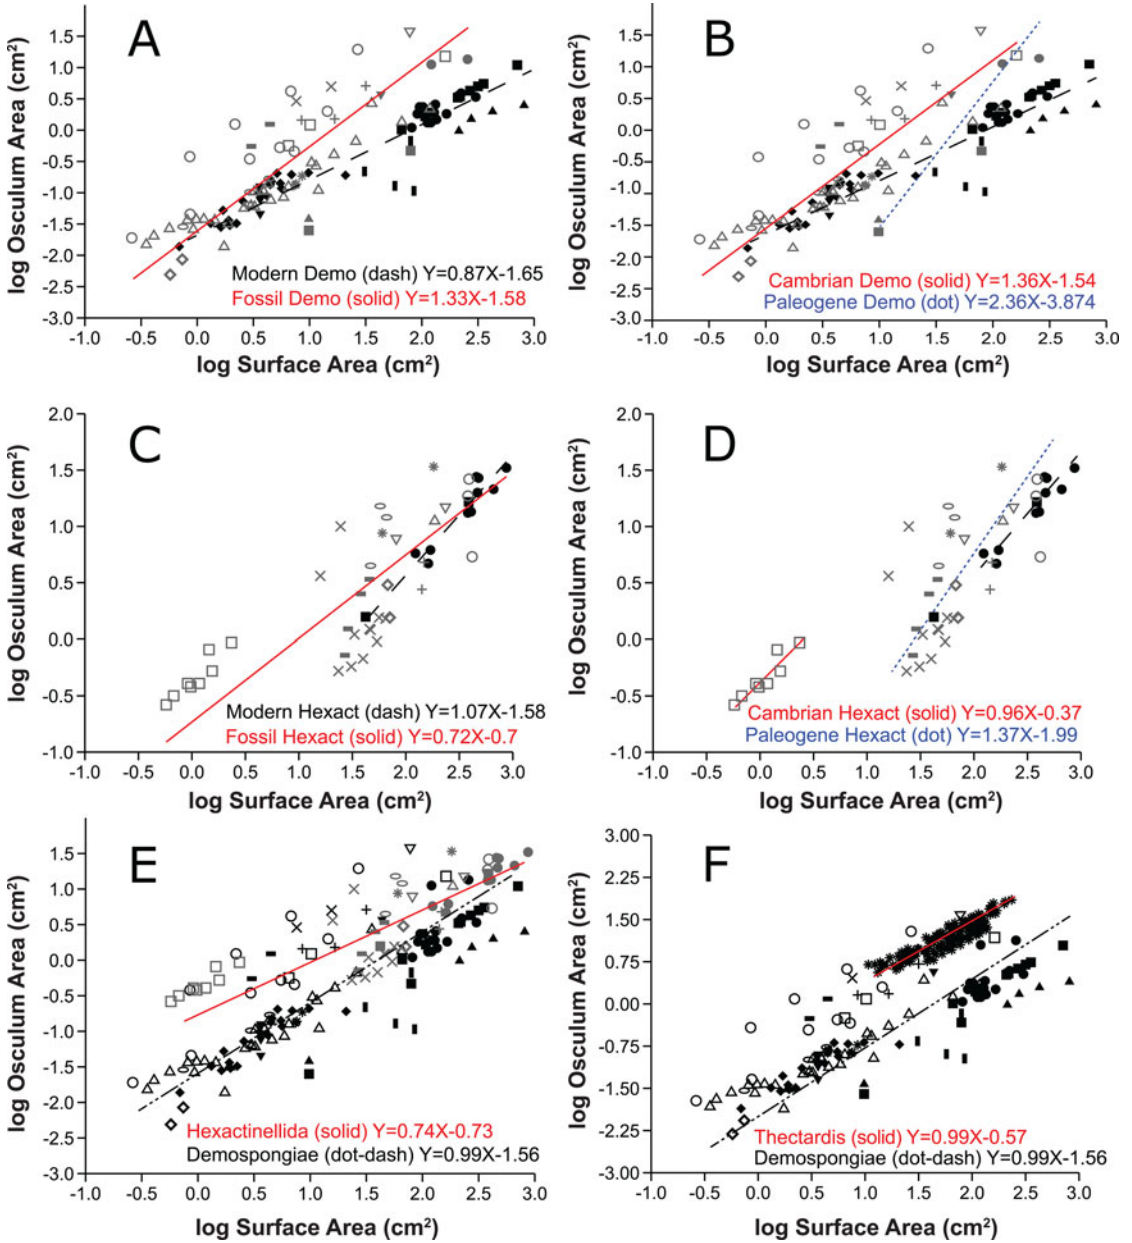 A
log Osculum Area (cm²)
1.5
1.0
0.5
0.0
-0.5
-1.0
-1.5
-2.0
-2.5
-3.0
Modern Demo (dash) Y=0.87X-1.65
Fossil Demo (solid) Y=1.33X-1.58
-1.0 -0.5 0.0 0.5 1.0 1.5 2.0 2.5 3.0
log Surface Area (cm²)
B
log Osculum Area (cm²)
1.5
1.0
0.5
0.0
-0.5
-1.0
-1.5
-2.0
-2.5
-3.0
Cambrian Demo (solid) Y=1.36X-1.54
Paleogene Demo (dot) Y=2.36X-3.874
-1.0 -0.5 0.0 0.5 1.0 1.5 2.0 2.5 3.0
log Surface Area (cm²)
C
log Osculum Area (cm²)
2.0
1.5
1.0
0.5
0.0
-0.5
-1.0
Modern Hexact (dash) Y=1.07X-1.58
Fossil Hexact (solid) Y=0.72X-0.7
-1.0 -0.5 0.0 0.5 1.0 1.5 2.0 2.5 3.0
log Surface Area (cm²)
D
log Osculum Area (cm²)
2.0
1.5
1.0
0.5
0.0
-0.5
-1.0
Cambrian Hexact (solid) Y=0.96X-0.37
Paleogene Hexact (dot) Y=1.37X-1.99
-1.0 -0.5 0.0 0.5 1.0 1.5 2.0 2.5 3.0
log Surface Area (cm²)
E
log Osculum Area (cm²)
1.5
1.0
0.5
0.0
-0.5
-1.0
-1.5
-2.0
-2.5
-3.0
Hexactinellida (solid) Y=0.74X-0.73
Demospongiae (dot-dash) Y=0.99X-1.56
-1.0 -0.5 0.0 0.5 1.0 1.5 2.0 2.5 3.0
log Surface Area (cm²)
F
log Osculum Area (cm²)
3.00
2.25
1.50
0.75
0.00
-0.75
-1.50
-2.25
-3.00
Thectardis (solid) Y=0.99X-0.57
Demospongiae (dot-dash) Y=0.99X-1.56
-1.0 -0.5 0.0 0.5 1.0 1.5 2.0 2.5 3.0
log Surface Area (cm²)